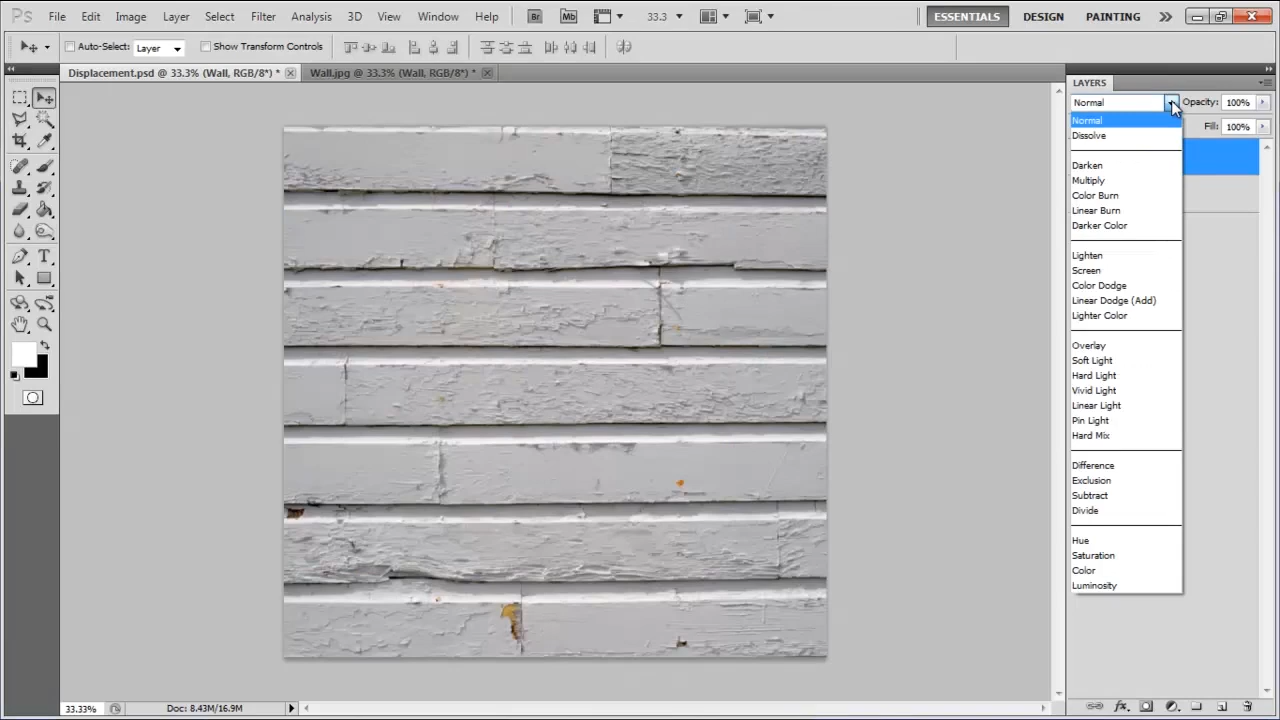 Ps File Edit Image Layer Select Filter Analysis 3D View Window Help Br Mb 33.3 ESSENTIALS DESIGN PAINTING
Auto-Select: Layer Show Transform Controls
Displacement.psd @ 33.3% (Wall, RGB/8*) * Wall.jpg @ 33.3% (Wall, RGB/8*) *
LAYERS
Normal Opacity: 100%
Normal
Fill: 100%
Dissolve
Darken
Multiply
Color Burn
Linear Burn
Darker Color
Lighten
Screen
Color Dodge
Linear Dodge (Add)
Lighter Color
Overlay
Soft Light
Hard Light
Vivid Light
Linear Light
Pin Light
Hard Mix
Difference
Exclusion
Subtract
Divide
Hue
Saturation
Color
Luminosity
33.33% Doc: 8.43M/16.9M